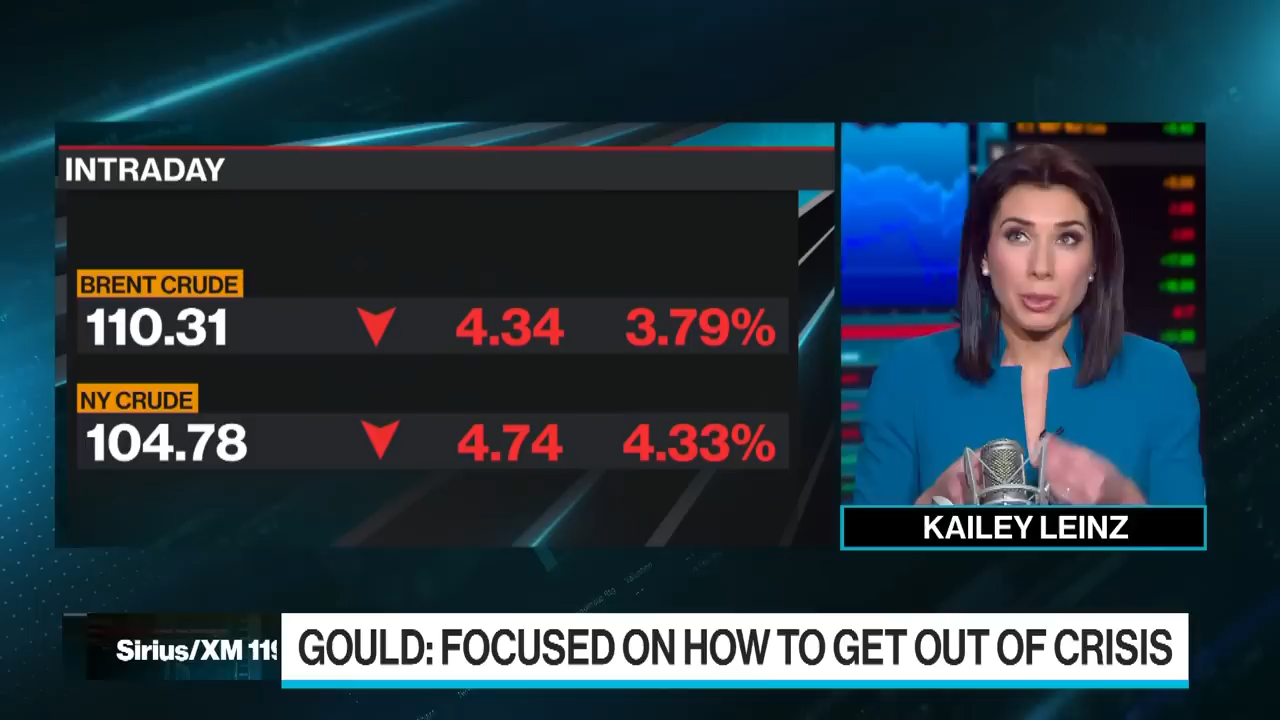 INTRADAY
BRENT CRUDE
110.31 4.34 3.79%
NY CRUDE
104.78 4.74 4.33%
KAILEY LEINZ
Sirius/XM 119
GOULD: FOCUSED ON HOW TO GET OUT OF CRISIS